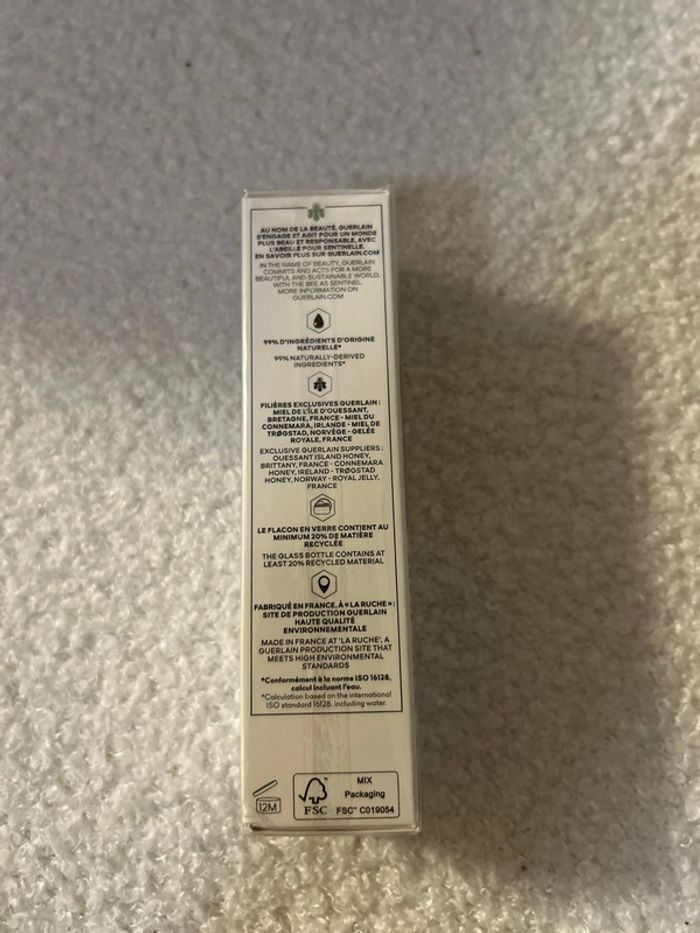 AU NOM DE LA BEAUTÉ, GUERLAIN
S'ENGAGE ET AGIT POUR UN MONDE
PLUS BEAU ET RESPONSABLE, AVEC
L'ABEILLE POUR SENTINELLE.
EN SAVOIR PLUS SUR GUERLAIN.COM
IN THE NAME OF BEAUTY, GUERLAIN
COMMITS AND ACTS FOR A MORE
BEAUTIFUL AND SUSTAINABLE WORLD,
WITH THE BEE AS SENTINEL
MORE INFORMATION ON
GUERLAIN.COM
99% D'INGRÉDIENTS D'ORIGINE
NATURELLE*
99% NATURALLY-DERIVED
INGREDIENTS*
FILIÈRES EXCLUSIVES GUERLAIN :
MIEL DE L'ÎLE D'OUESSANT,
BRETAGNE, FRANCE - MIEL DU
CONNEMARA, IRLANDE - MIEL DE
TRØGSTAD, NORVÈGE - GELÉE
ROYALE, FRANCE
EXCLUSIVE GUERLAIN SUPPLIERS :
OUESSANT ISLAND HONEY,
BRITTANY, FRANCE - CONNEMARA
HONEY, IRELAND - TRØGSTAD
HONEY, NORWAY - ROYAL JELLY,
FRANCE
LE FLACON EN VERRE CONTIENT AU
MINIMUM 20% DE MATIÈRE
RECYCLÉE
THE GLASS BOTTLE CONTAINS AT
LEAST 20% RECYCLED MATERIAL
FABRIQUÉ EN FRANCE, À « LA RUCHE » :
SITE DE PRODUCTION GUERLAIN
HAUTE QUALITÉ
ENVIRONNEMENTALE
MADE IN FRANCE AT 'LA RUCHE', A
GUERLAIN PRODUCTION SITE THAT
MEETS HIGH ENVIRONMENTAL
STANDARDS
*Conformément à la norme ISO 16128,
calcul incluant l'eau.
*Calculation based on the international
ISO standard 16128, including water.
12M
FSC
MIX
Packaging
FSC™ C019054